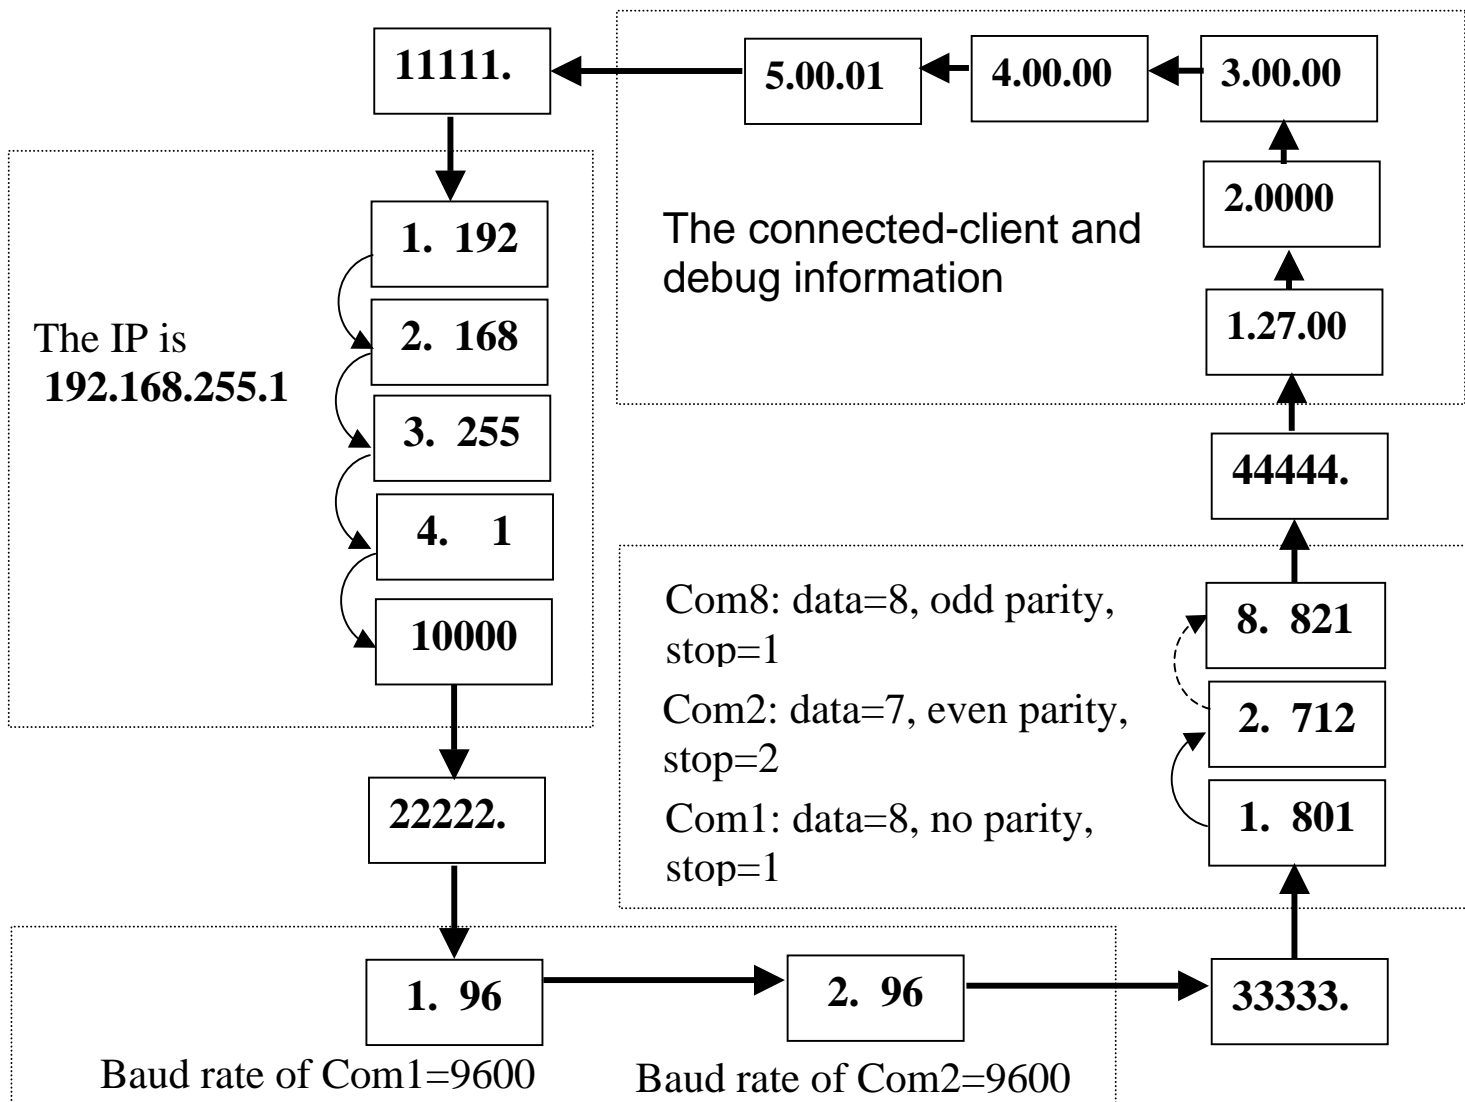 11111.
5.00.01
4.00.00
3.00.00
2.0000
1.27.00
The connected-client and
debug information
1. 192
2. 168
3. 255
4. 1
10000
The IP is
192.168.255.1
44444.
Com8: data=8, odd parity,
stop=1
8. 821
Com2: data=7, even parity,
stop=2
2. 712
Com1: data=8, no parity,
stop=1
1. 801
22222.
1. 96
2. 96
33333.
Baud rate of Com1=9600
Baud rate of Com2=9600